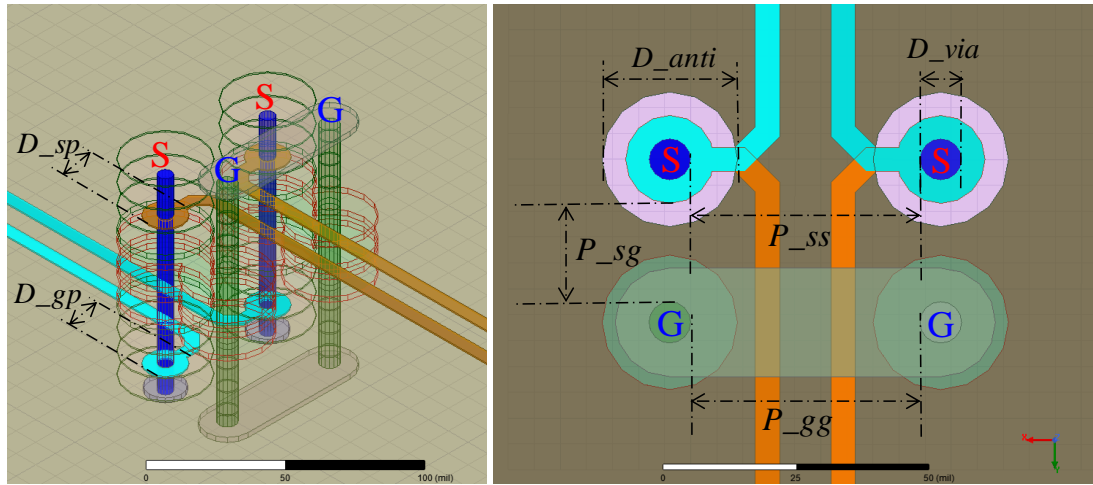 S
G
D_sp
S
G
D_gp
0
50
100 (mil)
D_anti
D_via
S
S
P_ss
P_sg
G
G
P_gg
0
25
50 (mil)
X
Z
Y